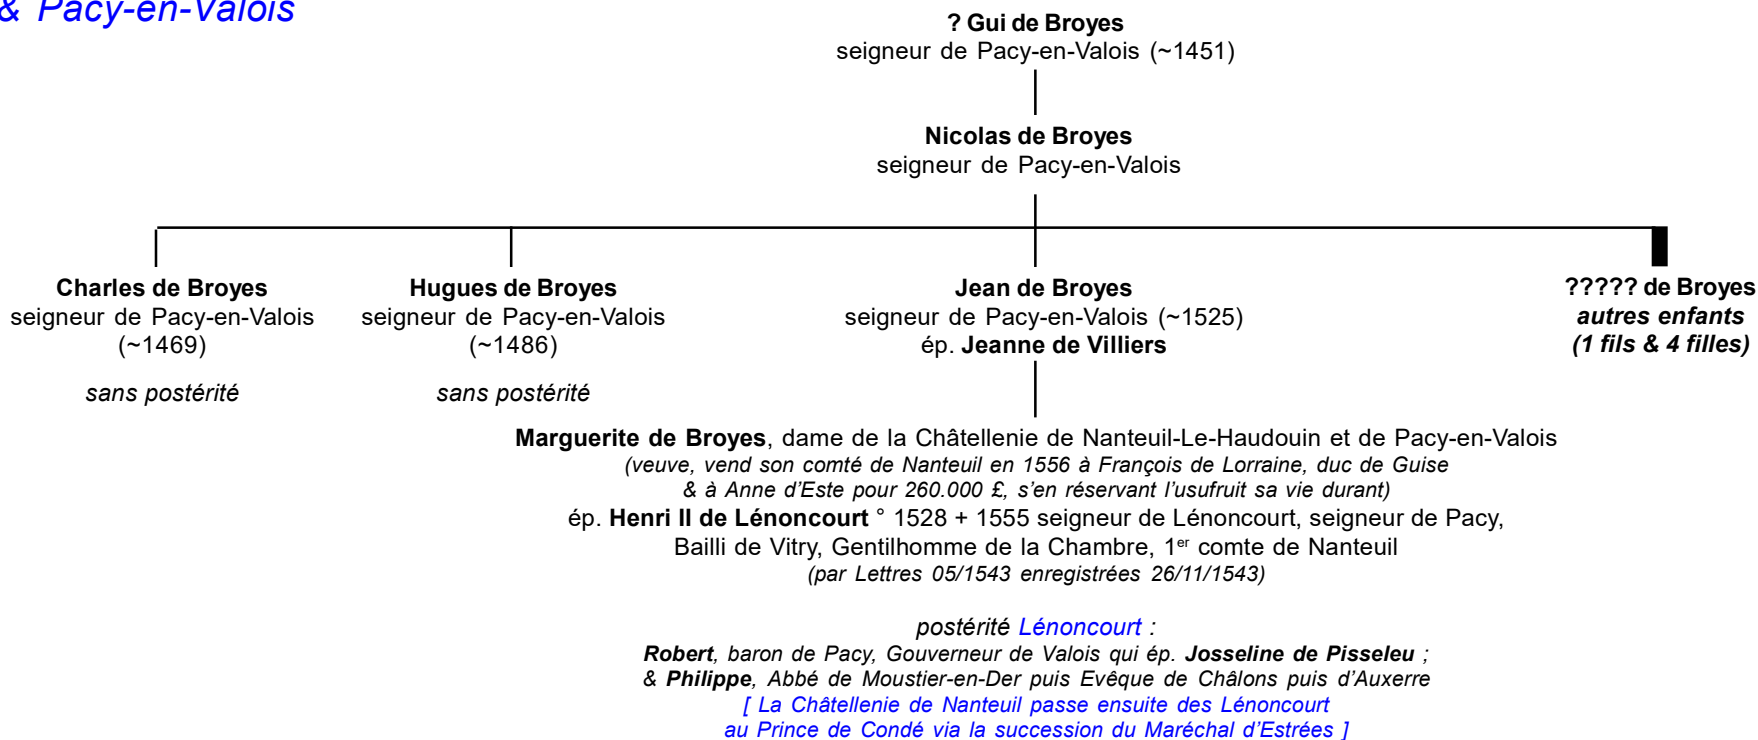 & Pacy-en-Valois
? Gui de Broyes
seigneur de Pacy-en-Valois (~1451)
Nicolas de Broyes
seigneur de Pacy-en-Valois
Charles de Broyes
seigneur de Pacy-en-Valois
(~1469)
sans postérité
Hugues de Broyes
seigneur de Pacy-en-Valois
(~1486)
sans postérité
Jean de Broyes
seigneur de Pacy-en-Valois (~1525)
ép. Jeanne de Villiers
????? de Broyes
autres enfants
(1 fils & 4 filles)
Marguerite de Broyes, dame de la Châtellenie de Nanteuil-Le-Haudouin et de Pacy-en-Valois
(veuve, vend son comté de Nanteuil en 1556 à François de Lorraine, duc de Guise
& à Anne d'Este pour 260.000 £, s'en réservant l'usufruit sa vie durant)
ép. Henri II de Lénoncourt ° 1528 + 1555 seigneur de Lénoncourt, seigneur de Pacy,
Bailli de Vitry, Gentilhomme de la Chambre, 1er comte de Nanteuil
(par Lettres 05/1543 enregistrées 26/11/1543)
postérité Lénoncourt :
Robert, baron de Pacy, Gouverneur de Valois qui ép. Josseline de Pisseleu ;
& Philippe, Abbé de Moustier-en-Der puis Evêque de Châlons puis d'Auxerre
[ La Châtellenie de Nanteuil passe ensuite des Lénoncourt
au Prince de Condé via la succession du Maréchal d'Estrées ]